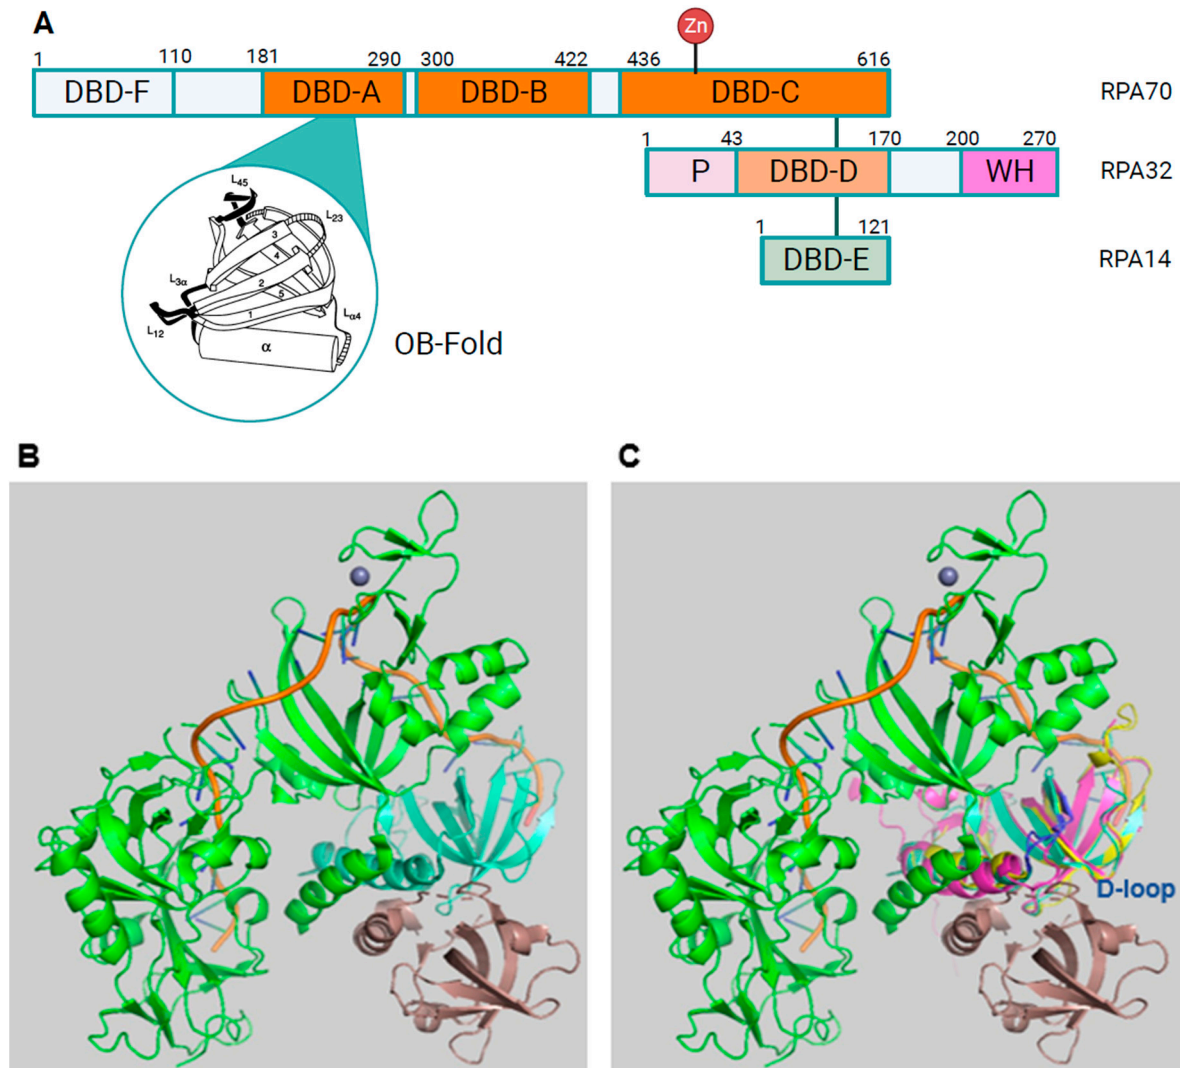 A
Zn
1 110 181 290 300 422 436 616
DBD-F DBD-A DBD-B DBD-C RPA70
1 43 170 200 270
P DBD-D WH RPA32
1 121
DBD-E RPA14
L45
L23
3
4
L3α
2
5
1
L12
Lα4
α
OB-Fold
B C
D-loop